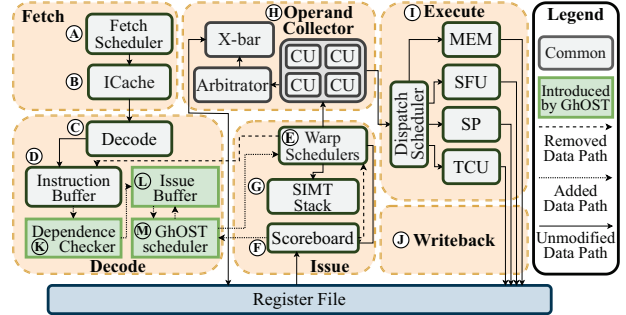 Fetch
A
Fetch
Scheduler
B
ICache
C
Decode
D
Instruction
Buffer
L
Issue
Buffer
K
Dependence
Checker
M
GhOST
scheduler
Decode
H
Operand
Collector
X-bar
Arbitrator
CU
CU
CU
CU
E
Warp
Schedulers
G
SIMT
Stack
F
Scoreboard
Issue
I
Execute
Dispatch
Scheduler
MEM
SFU
SP
TCU
J
Writeback
Register File
Legend
Common
Introduced
by GhOST
Removed
Data Path
Added
Data Path
Unmodified
Data Path